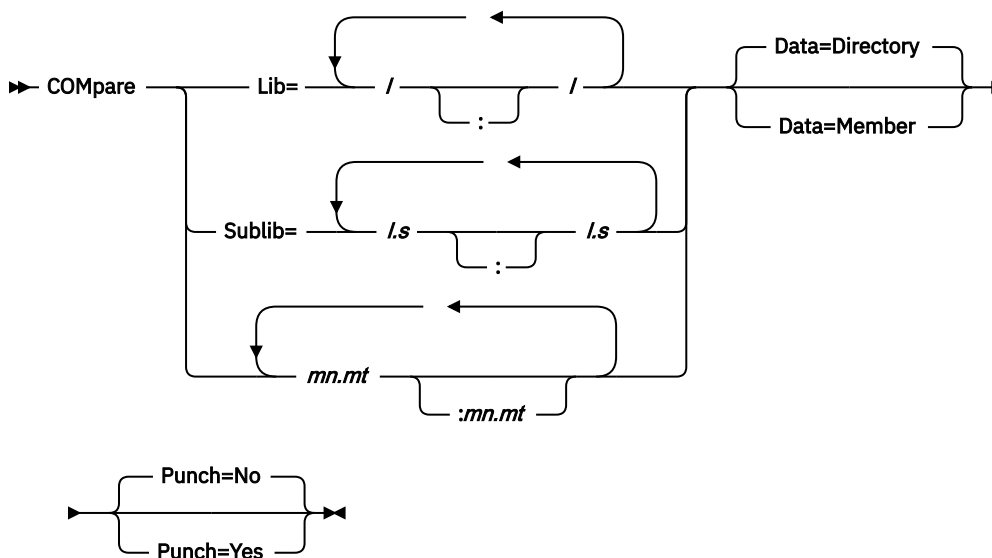 Data=Directory
COMpare Lib= l l
: Data=Member
Sublib= l.s l.s
:
mn.mt
:mn.mt
Punch=No
Punch=Yes